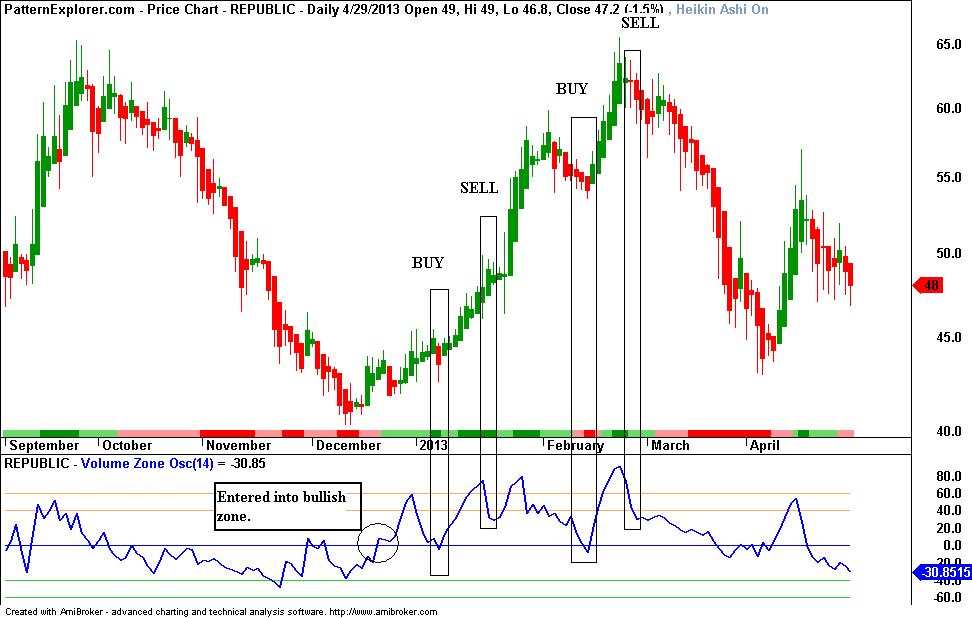 PatternExplorer.com - Price Chart - REPUBLIC - Daily 4/29/2013 Open 49, Hi 49, Lo 46.8, Close 47.2 (-1.5%) , Heikin Ashi On
SELL
65.0
BUY
60.0
55.0
SELL
50.0
BUY
48
45.0
40.0
September October November December 2013 February March April
REPUBLIC - Volume Zone Osc(14) = -30.85
80.0
Entered into bullish
zone.
60.0
40.0
20.0
0.0
-20.0
-30.8515
-40.0
-60.0
Created with AmiBroker - advanced charting and technical analysis software. http://www.amibroker.com